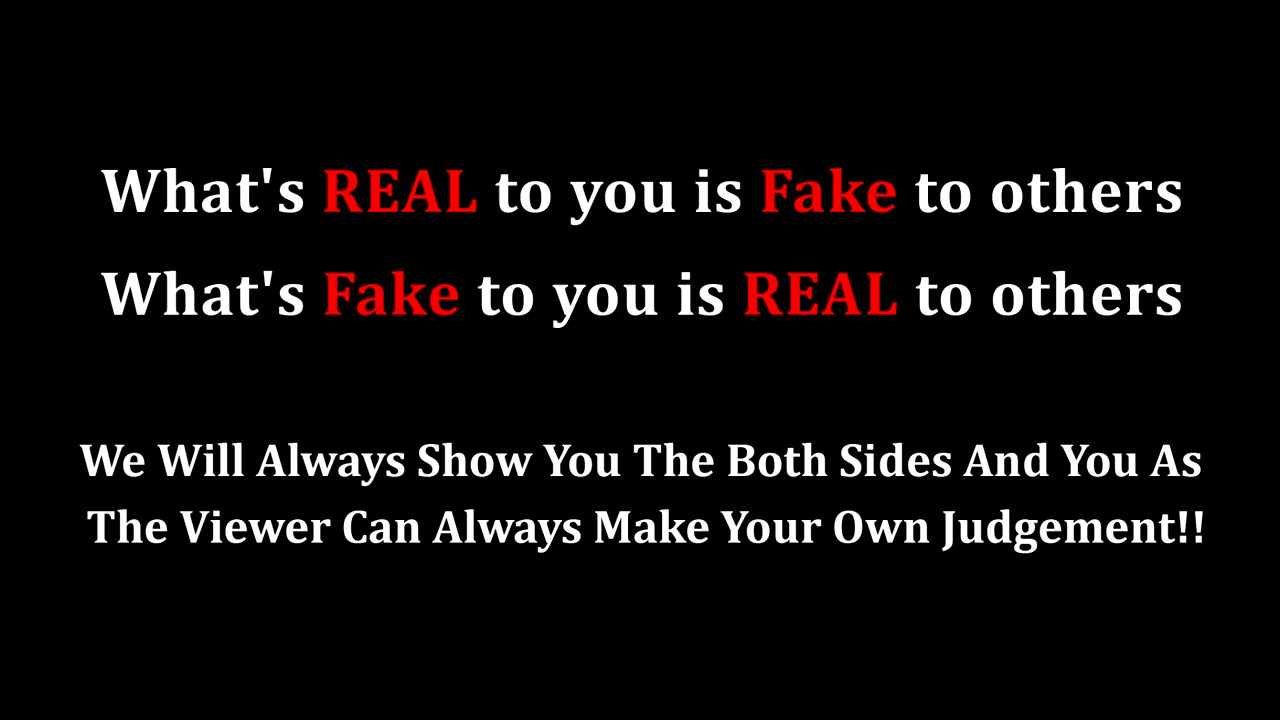 What's REAL to you is Fake to others
What's Fake to you is REAL to others
We Will Always Show You The Both Sides And You As
The Viewer Can Always Make Your Own Judgement!!